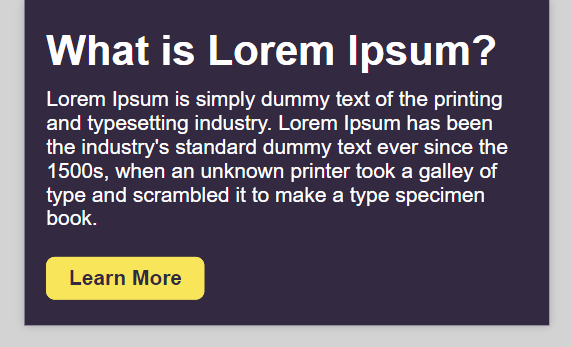 What is Lorem Ipsum?
Lorem Ipsum is simply dummy text of the printing
and typesetting industry. Lorem Ipsum has been
the industry's standard dummy text ever since the
1500s, when an unknown printer took a galley of
type and scrambled it to make a type specimen
book.
Learn More